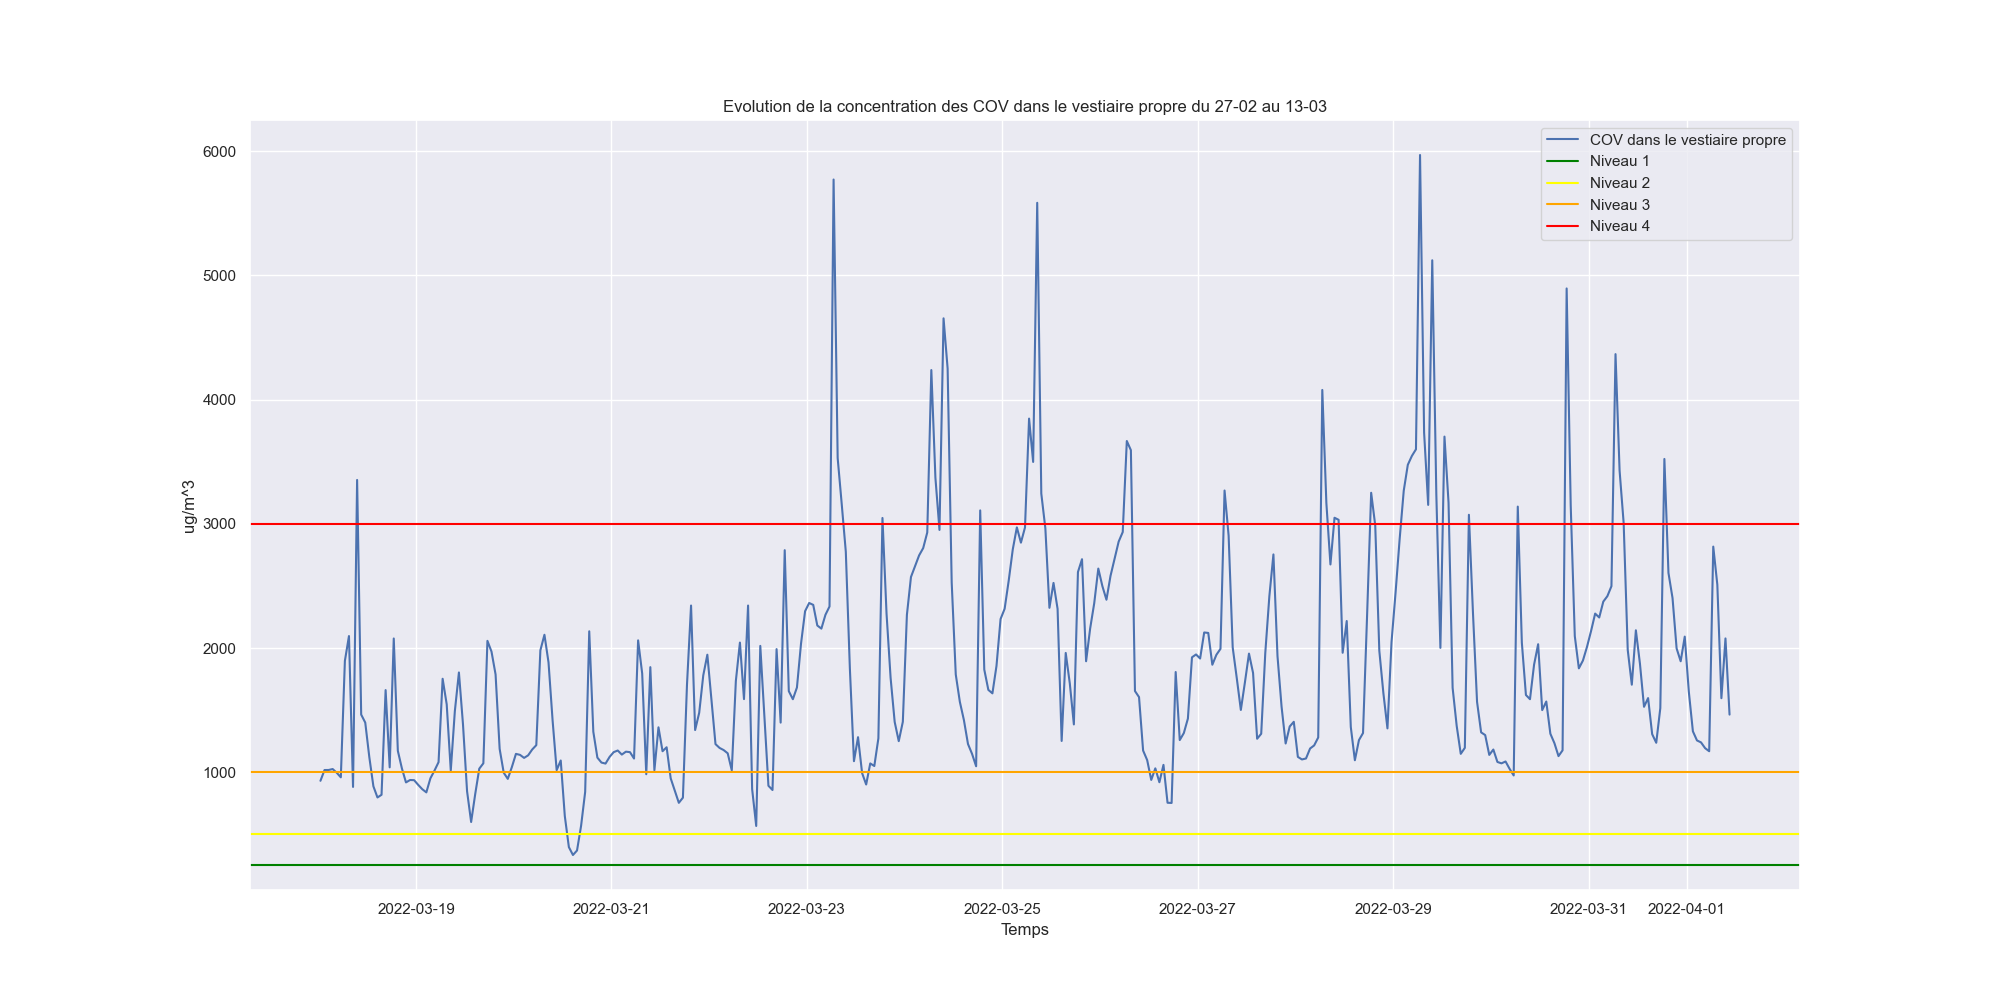 Evolution de la concentration des COV dans le vestiaire propre du 27-02 au 13-03
COV dans le vestiaire propre
Niveau 1
Niveau 2
Niveau 3
Niveau 4
ug/m^3
6000
5000
4000
3000
2000
1000
2022-03-19
2022-03-21
2022-03-23
2022-03-25
2022-03-27
2022-03-29
2022-03-31
2022-04-01
Temps